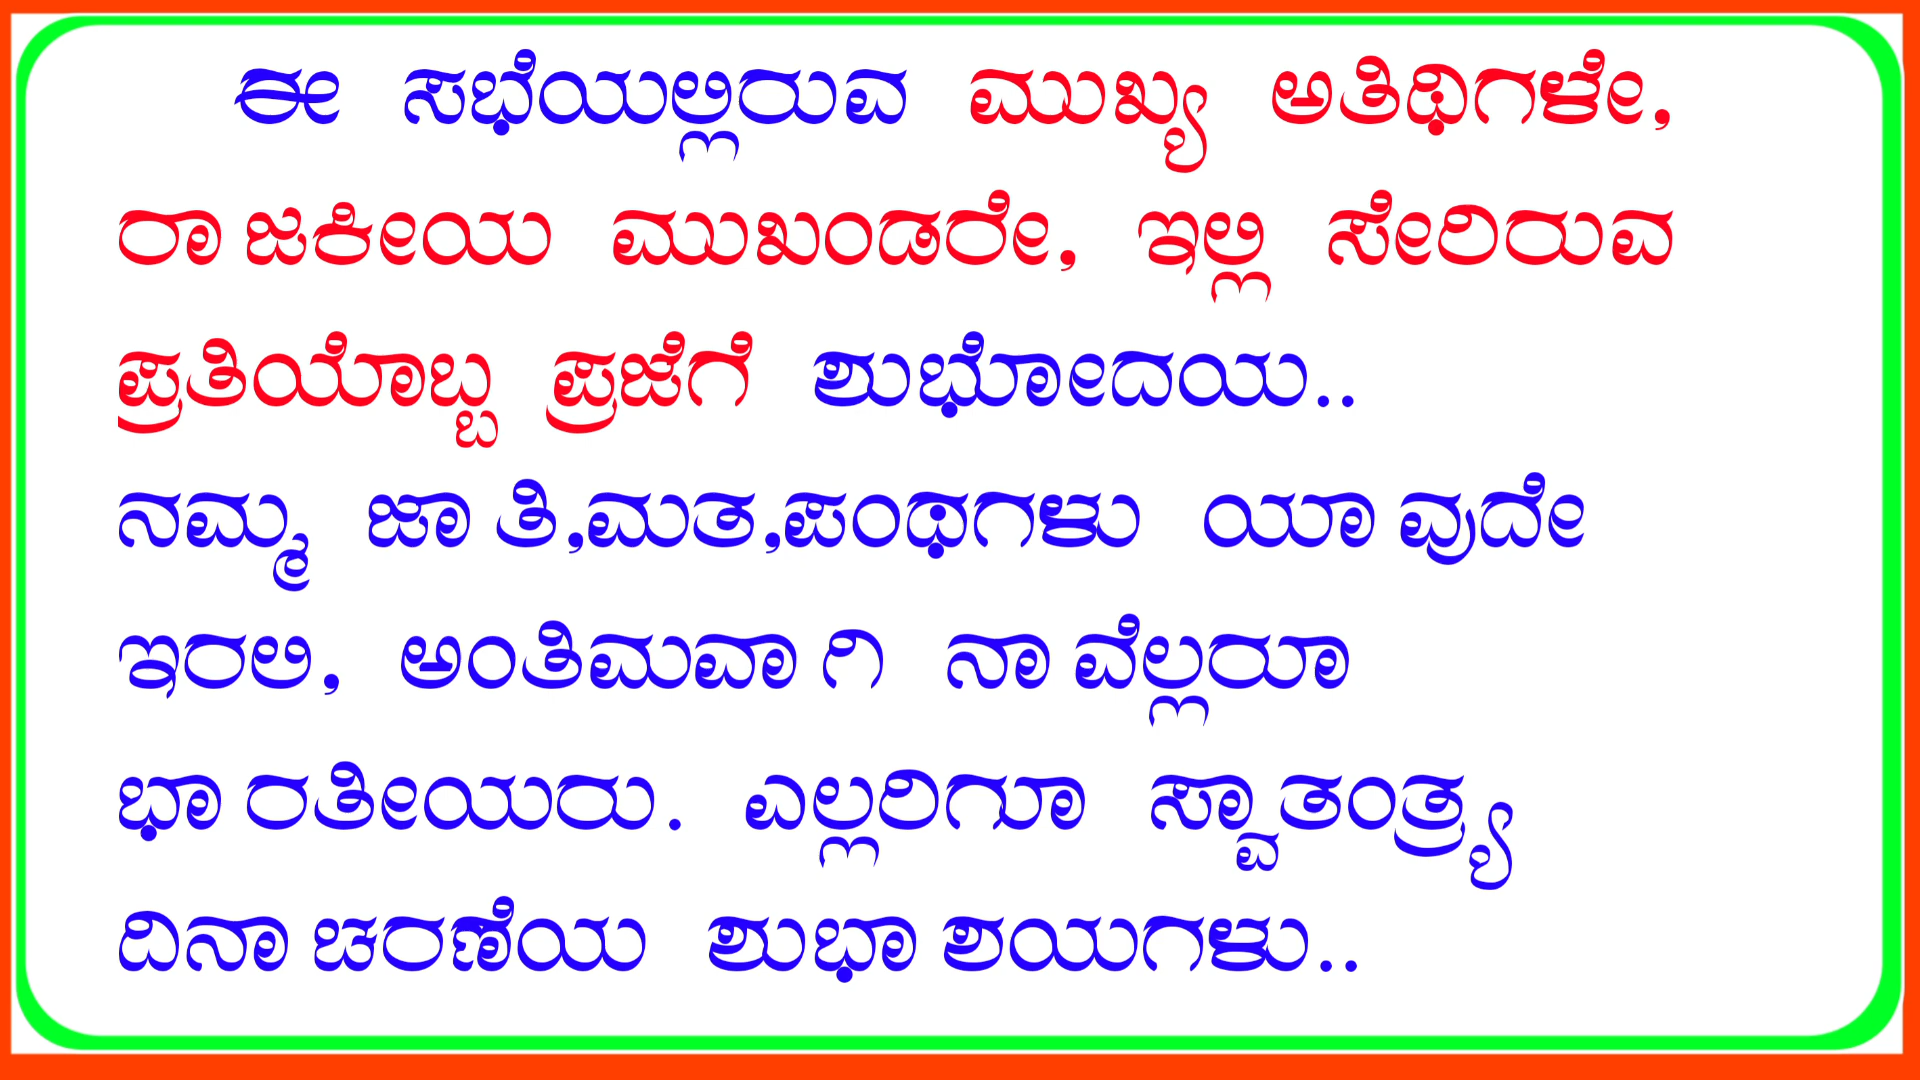 ಈ ಸಭೆಯಲ್ಲಿರುವ ಮುಖ್ಯ ಅತಿಥಿಗಳೇ,
ರಾಜಕೀಯ ಮುಖಂಡರೇ, ಇಲ್ಲಿ ಸೇರಿರುವ
ಪ್ರತಿಯೊಬ್ಬ ಪ್ರಜೆಗೆ ಶುಭೋದಯ..
ನಮ್ಮ ಜಾತಿ,ಮತ,ಪಂಥಗಳು ಯಾವುದೇ
ಇರಲಿ, ಅಂತಿಮವಾಗಿ ನಾವೆಲ್ಲರೂ
ಭಾರತೀಯರು. ಎಲ್ಲರಿಗೂ ಸ್ವಾತಂತ್ರ್ಯ
ದಿನಾಚರಣೆಯ ಶುಭಾಶಯಗಳು..